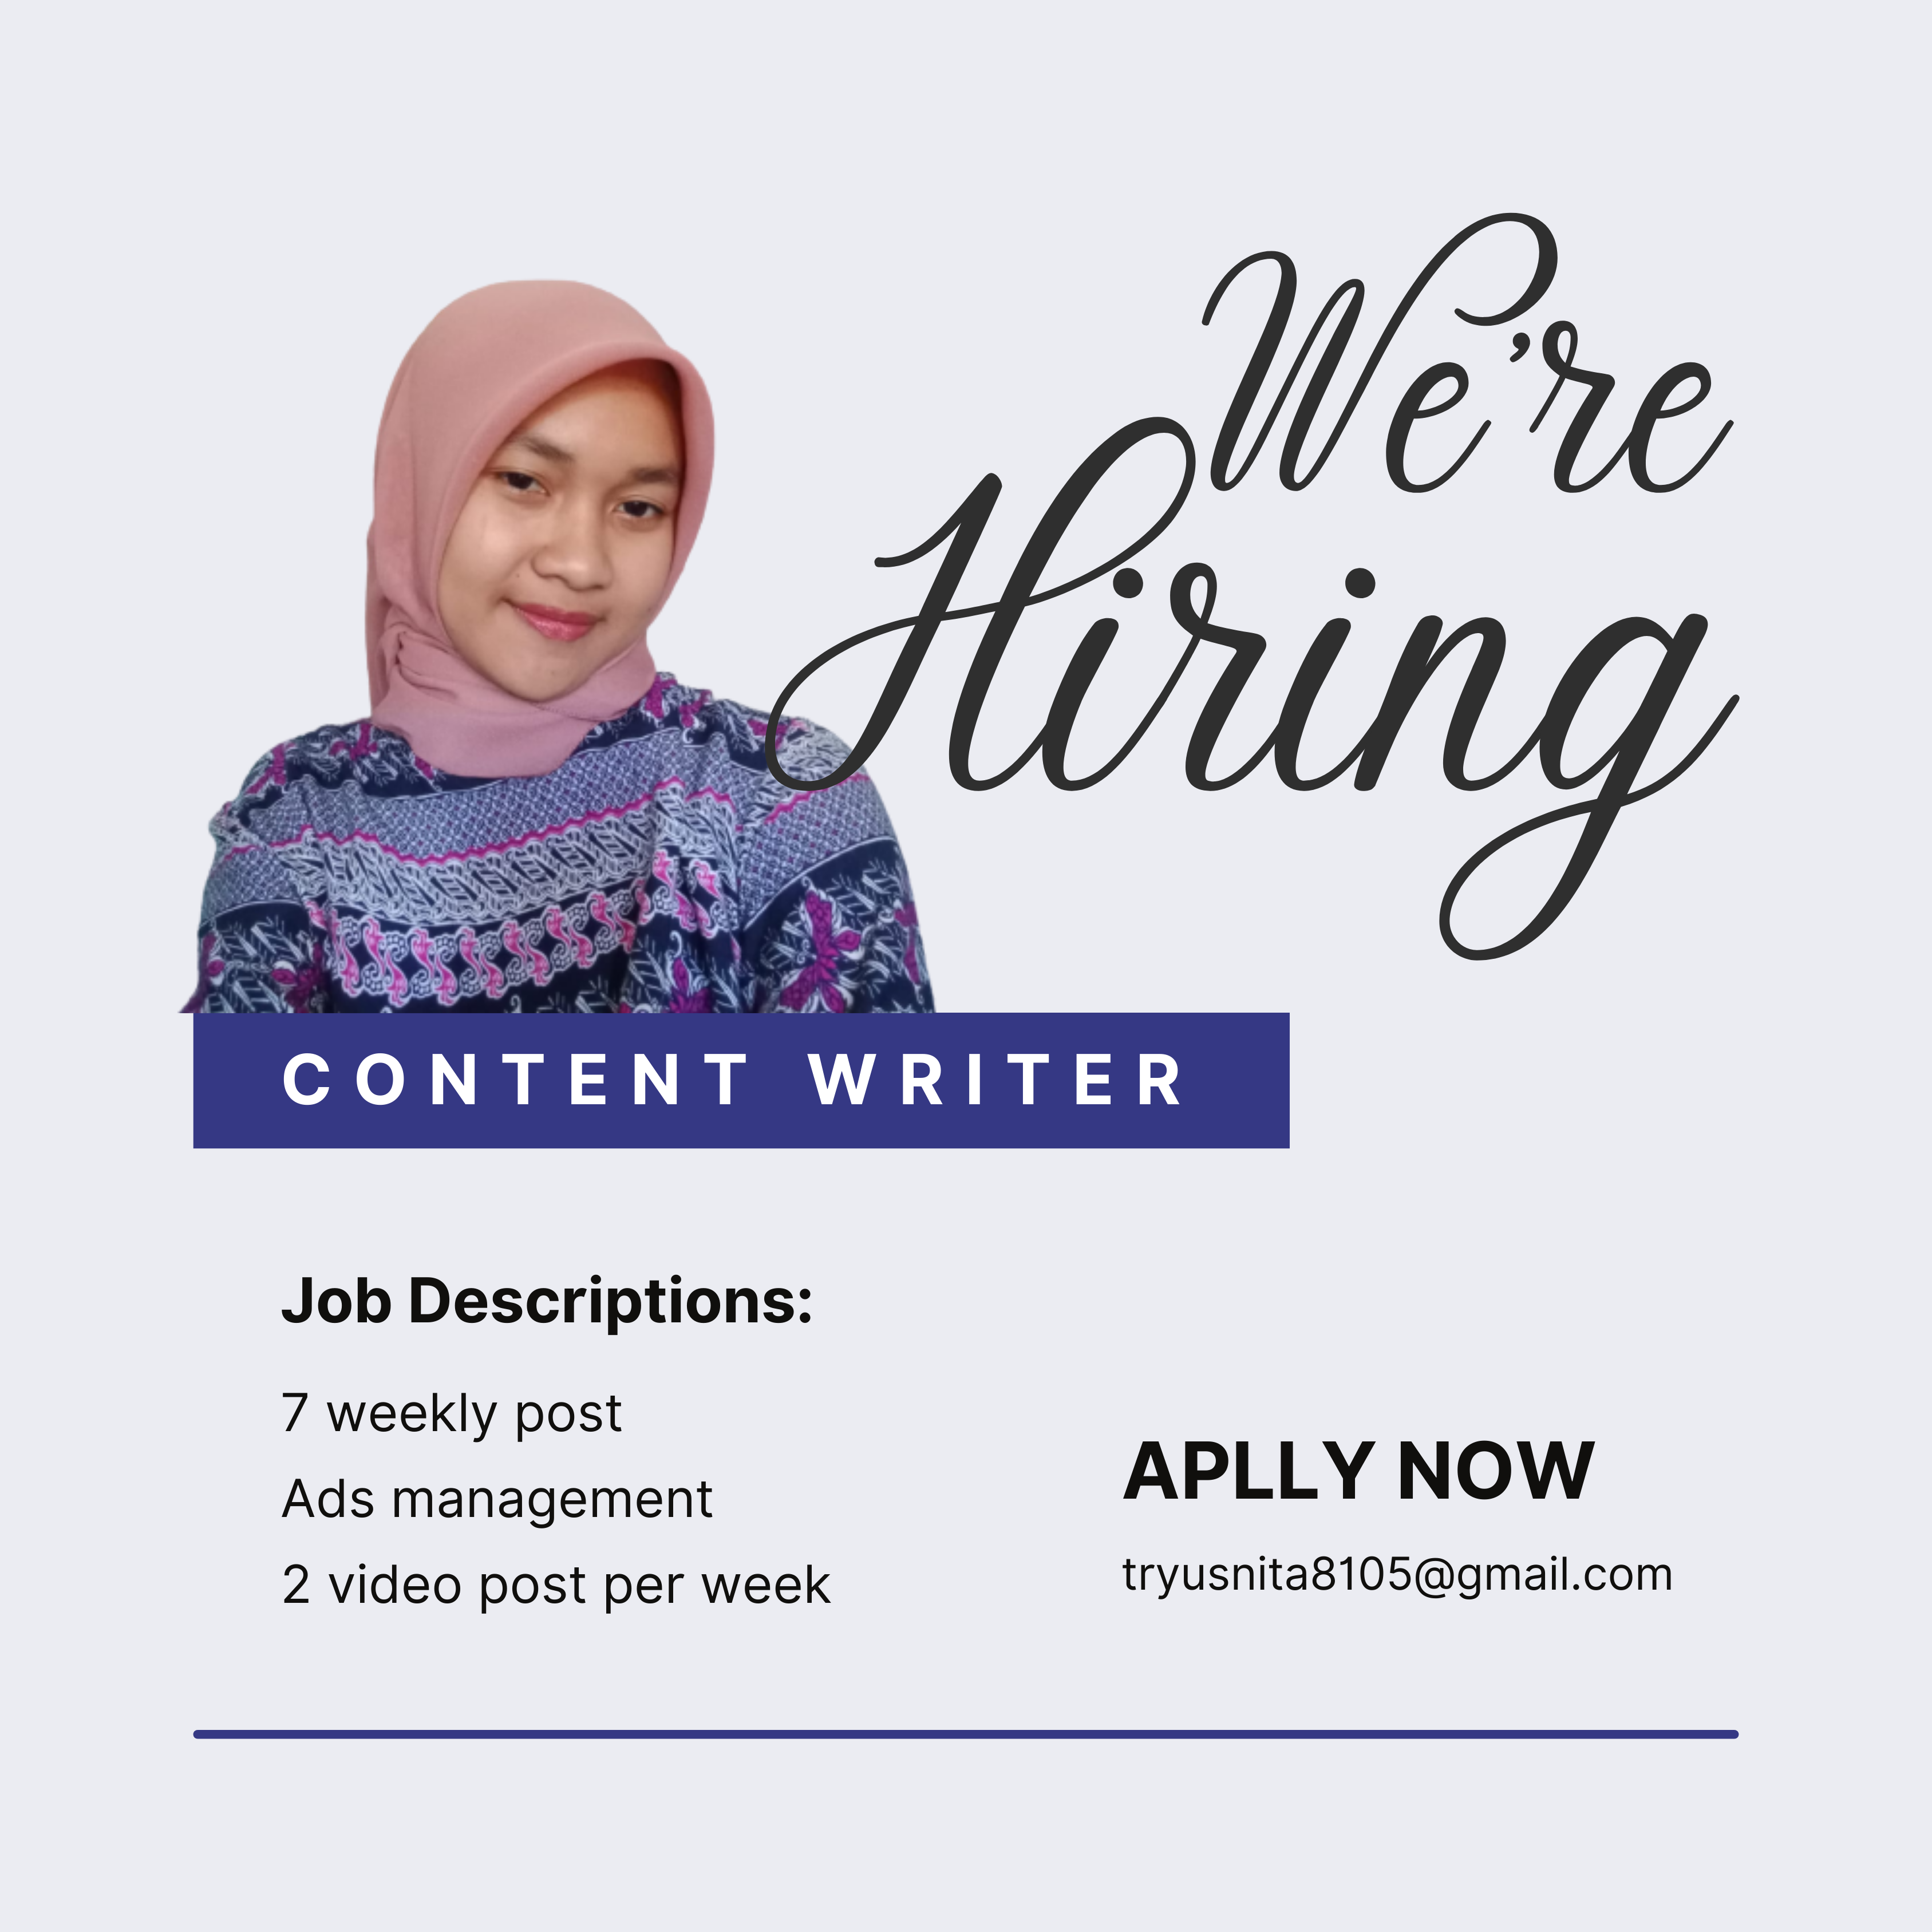 We're
Hiring
CONTENT WRITER
Job Descriptions:
7 weekly post
Ads management
2 video post per week
APLLY NOW
tryusnita8105@gmail.com